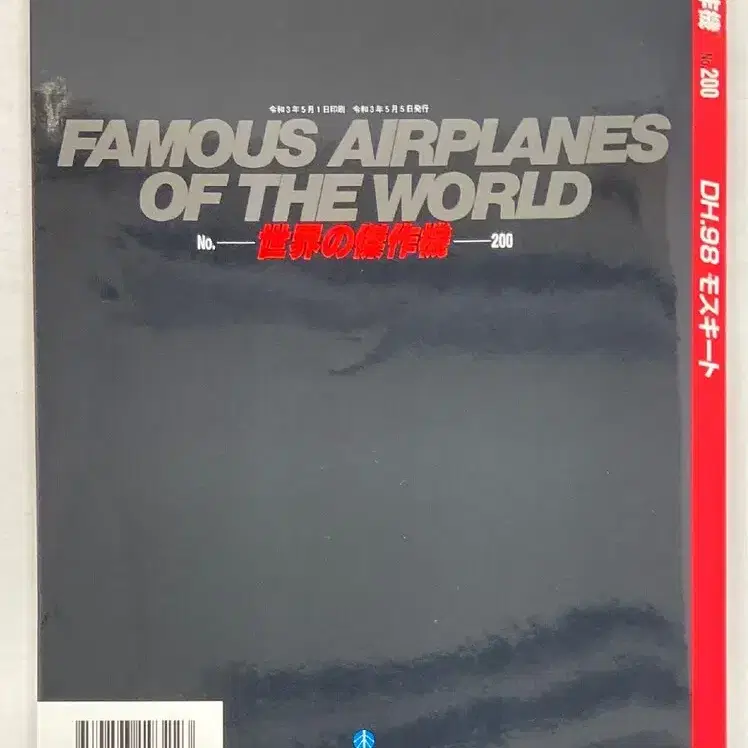 令和3年5月1日印刷 令和3年5月5日発行
FAMOUS AIRPLANES
OF THE WORLD
No.―世界の傑作機―200
作機 No.200 DH.98 モスキート